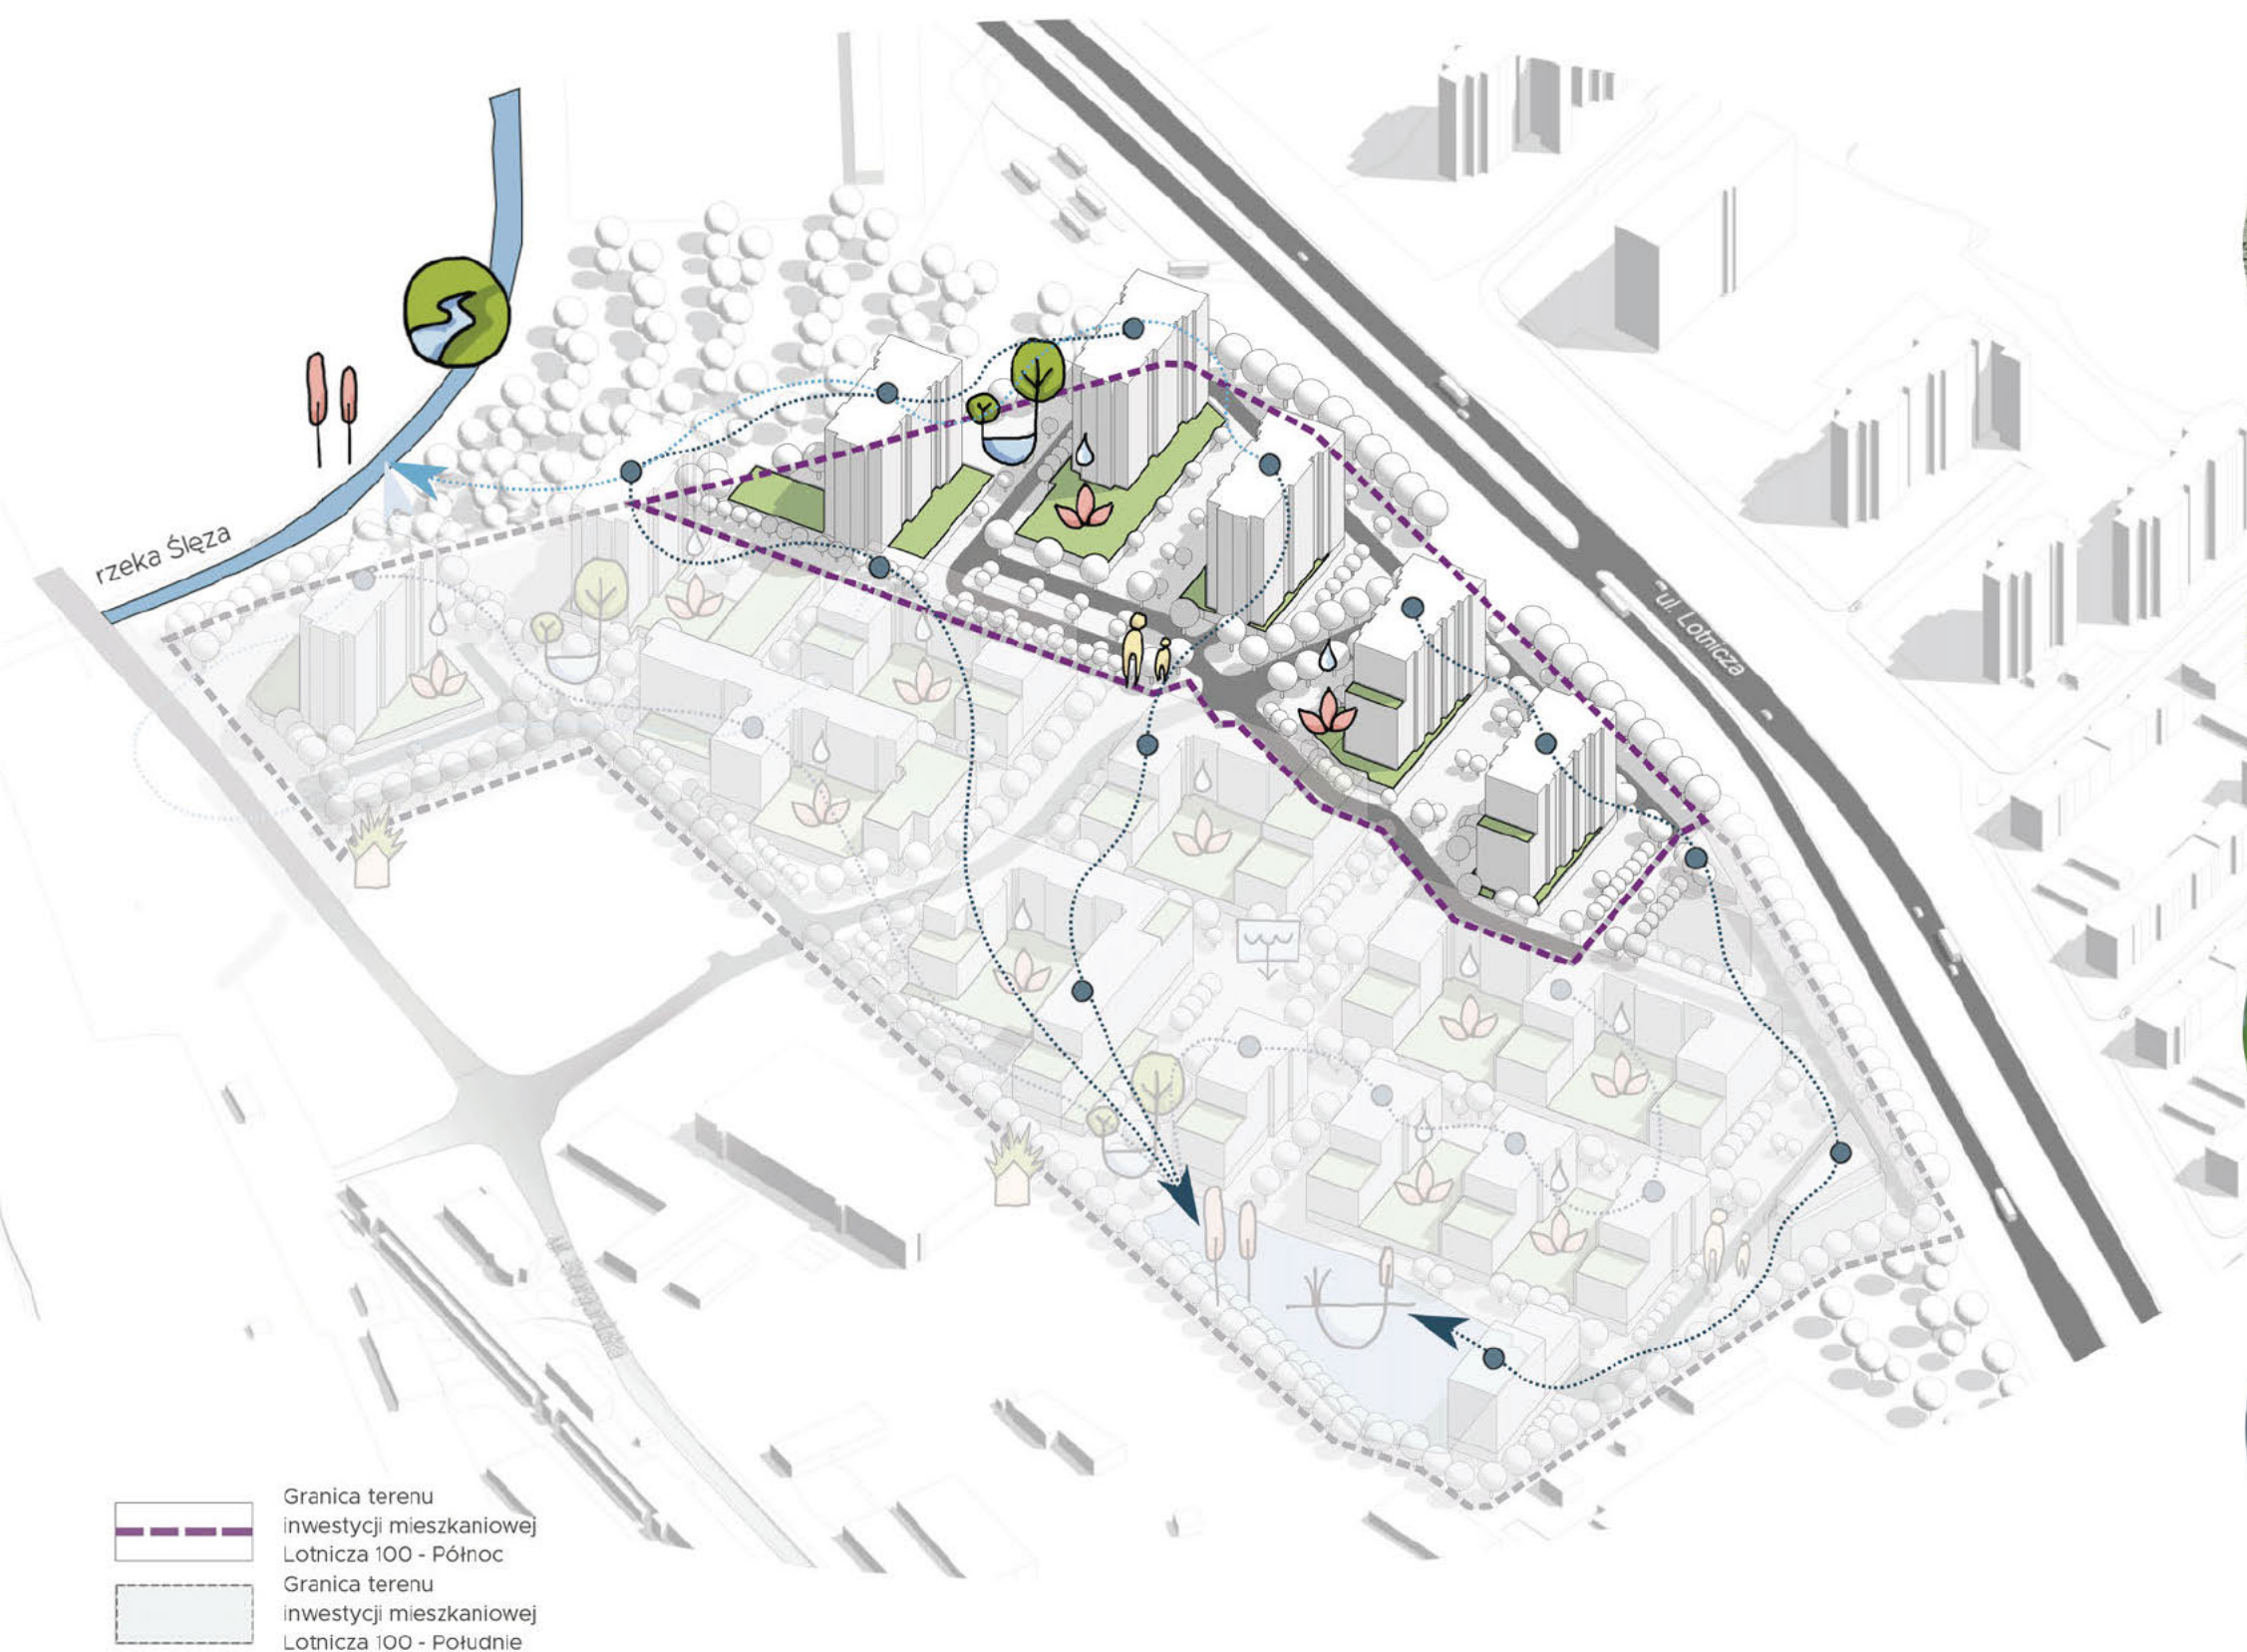 rzeka Ślęza
ul. Lotnicza
Granica terenu
inwestycji mieszkaniowej
Lotnicza 100 - Północ
Granica terenu
inwestycji mieszkaniowej
Lotnicza 100 - Południe